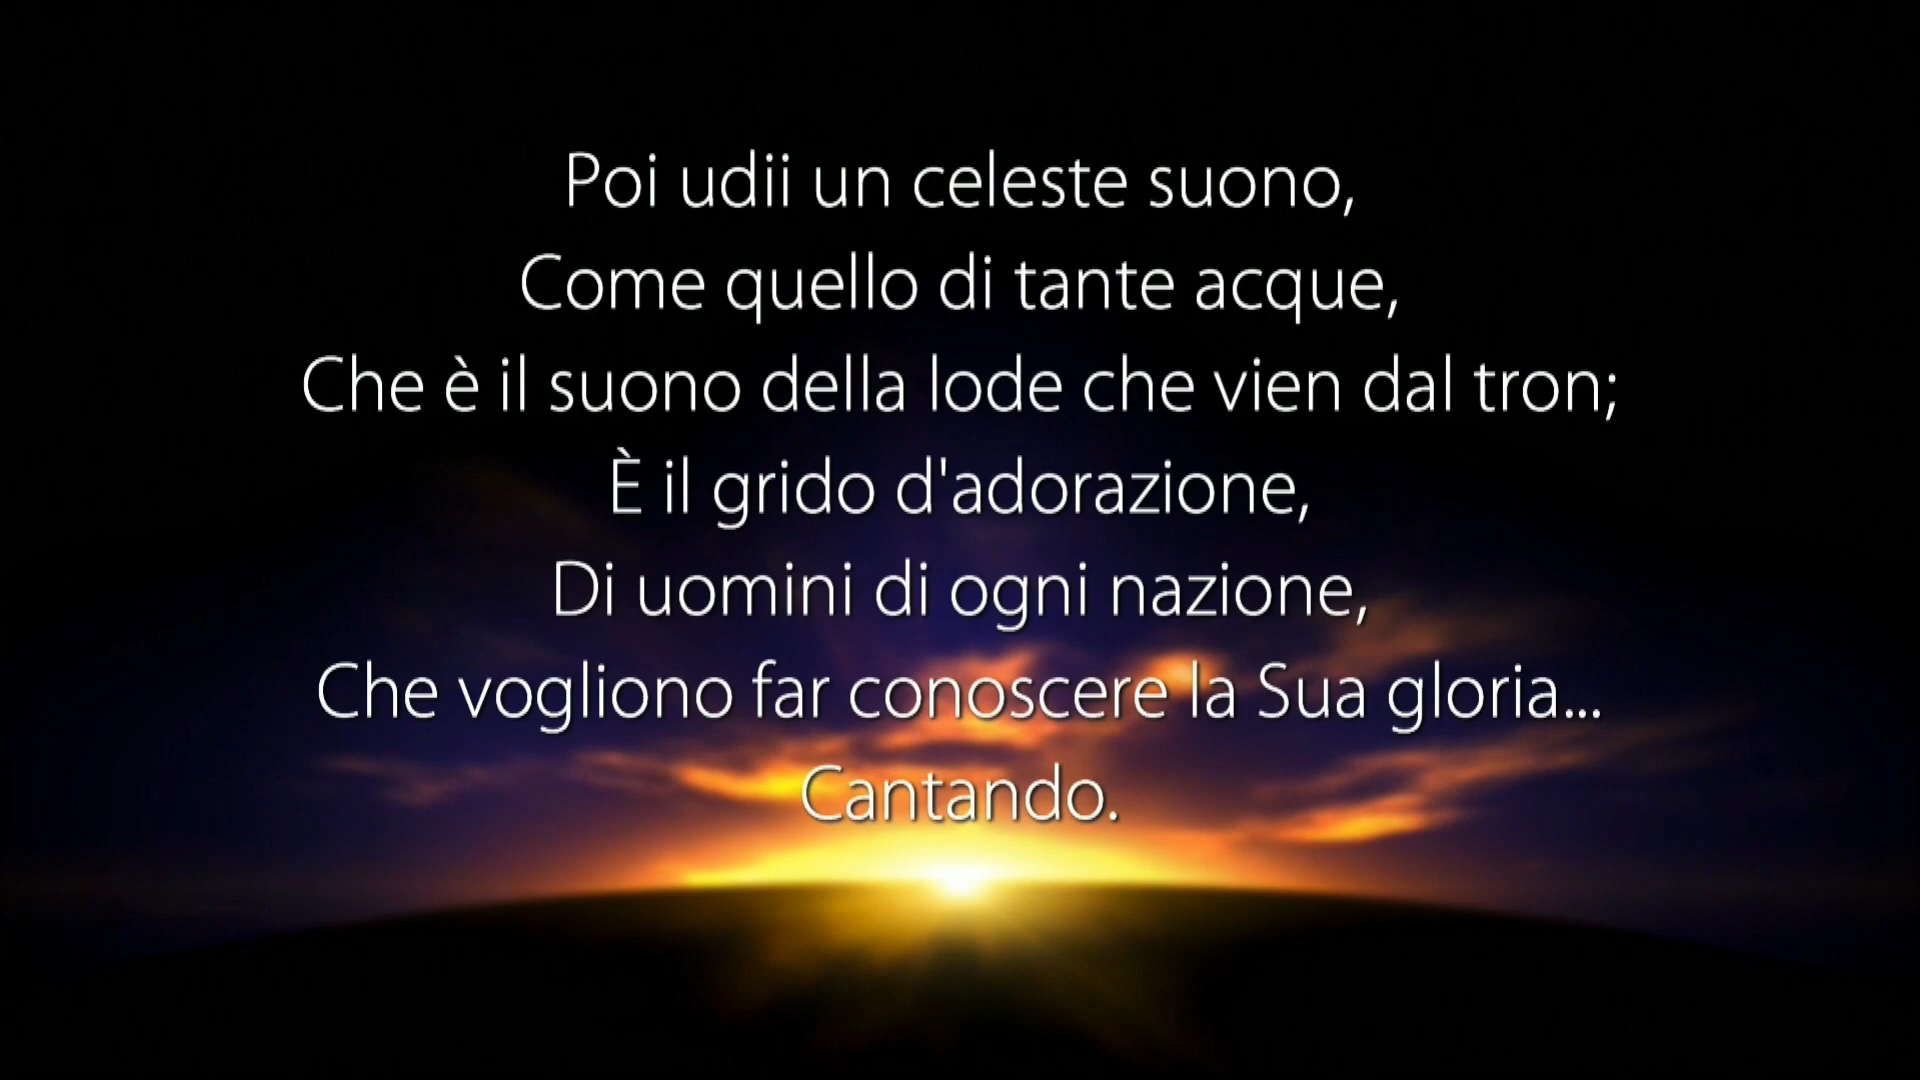 Poi udii un celeste suono,
Come quello di tante acque,
Che è il suono della lode che vien dal tron;
È il grido d'adorazione,
Di uomini di ogni nazione,
Che vogliono far conoscere la Sua gloria...
Cantando.